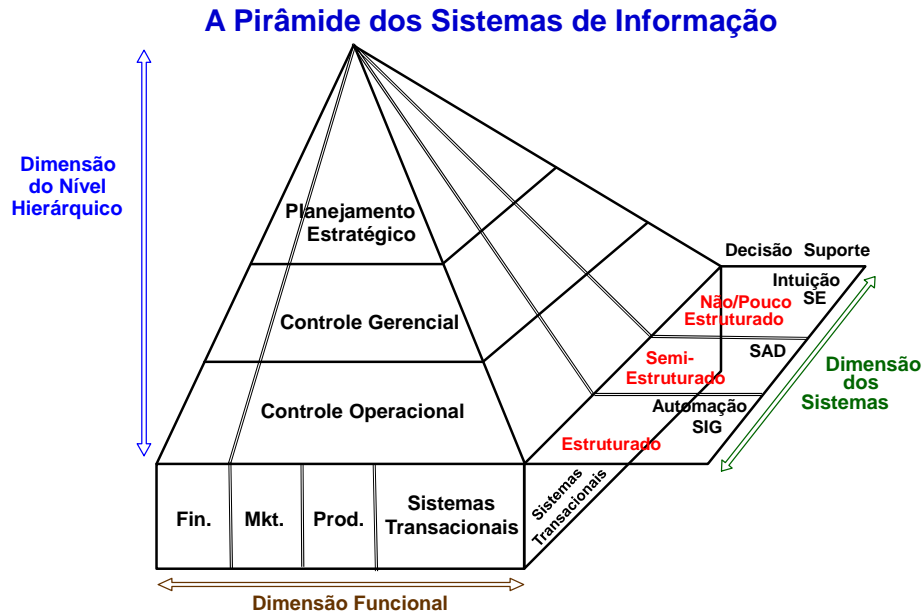 A Pirâmide dos Sistemas de Informação
Dimensão
do Nível
Hierárquico
Planejamento
Estratégico
Controle Gerencial
Controle Operacional
Fin.
Mkt.
Prod.
Sistemas
Transacionais
Sistemas
Transacionais
Decisão Suporte
Intuição
SE
Não/Pouco
Estruturado
SAD
Semi-
Estruturado
Automação
SIG
Estruturado
Dimensão
dos
Sistemas
Dimensão Funcional